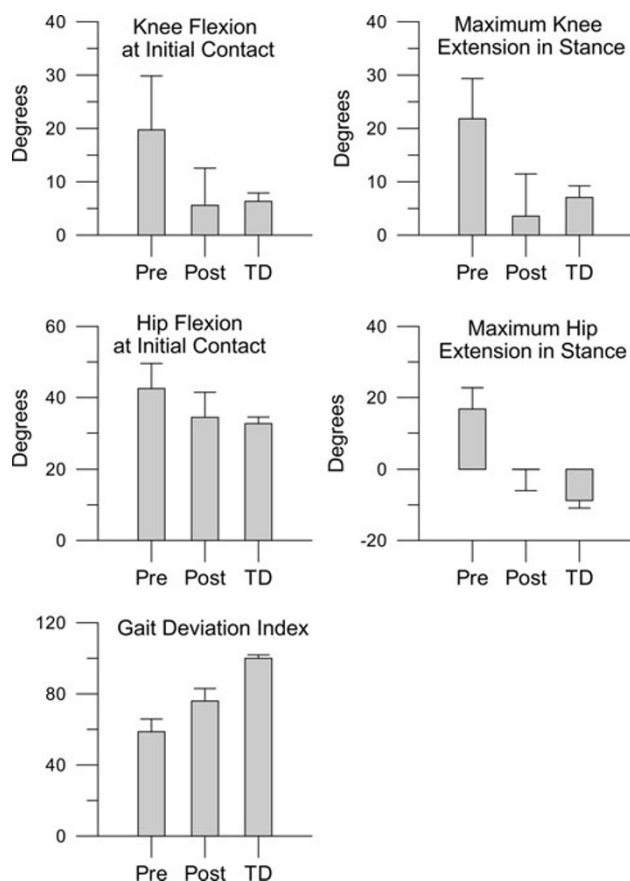 Knee Flexion
at Initial Contact
Degrees
40
30
20
10
0
Pre Post TD
Maximum Knee
Extension in Stance
Degrees
40
30
20
10
0
Pre Post TD
Hip Flexion
at Initial Contact
Degrees
60
40
20
0
Pre Post TD
Maximum Hip
Extension in Stance
Degrees
40
20
0
-20
Pre Post TD
Gait Deviation Index
120
80
40
0
Pre Post TD